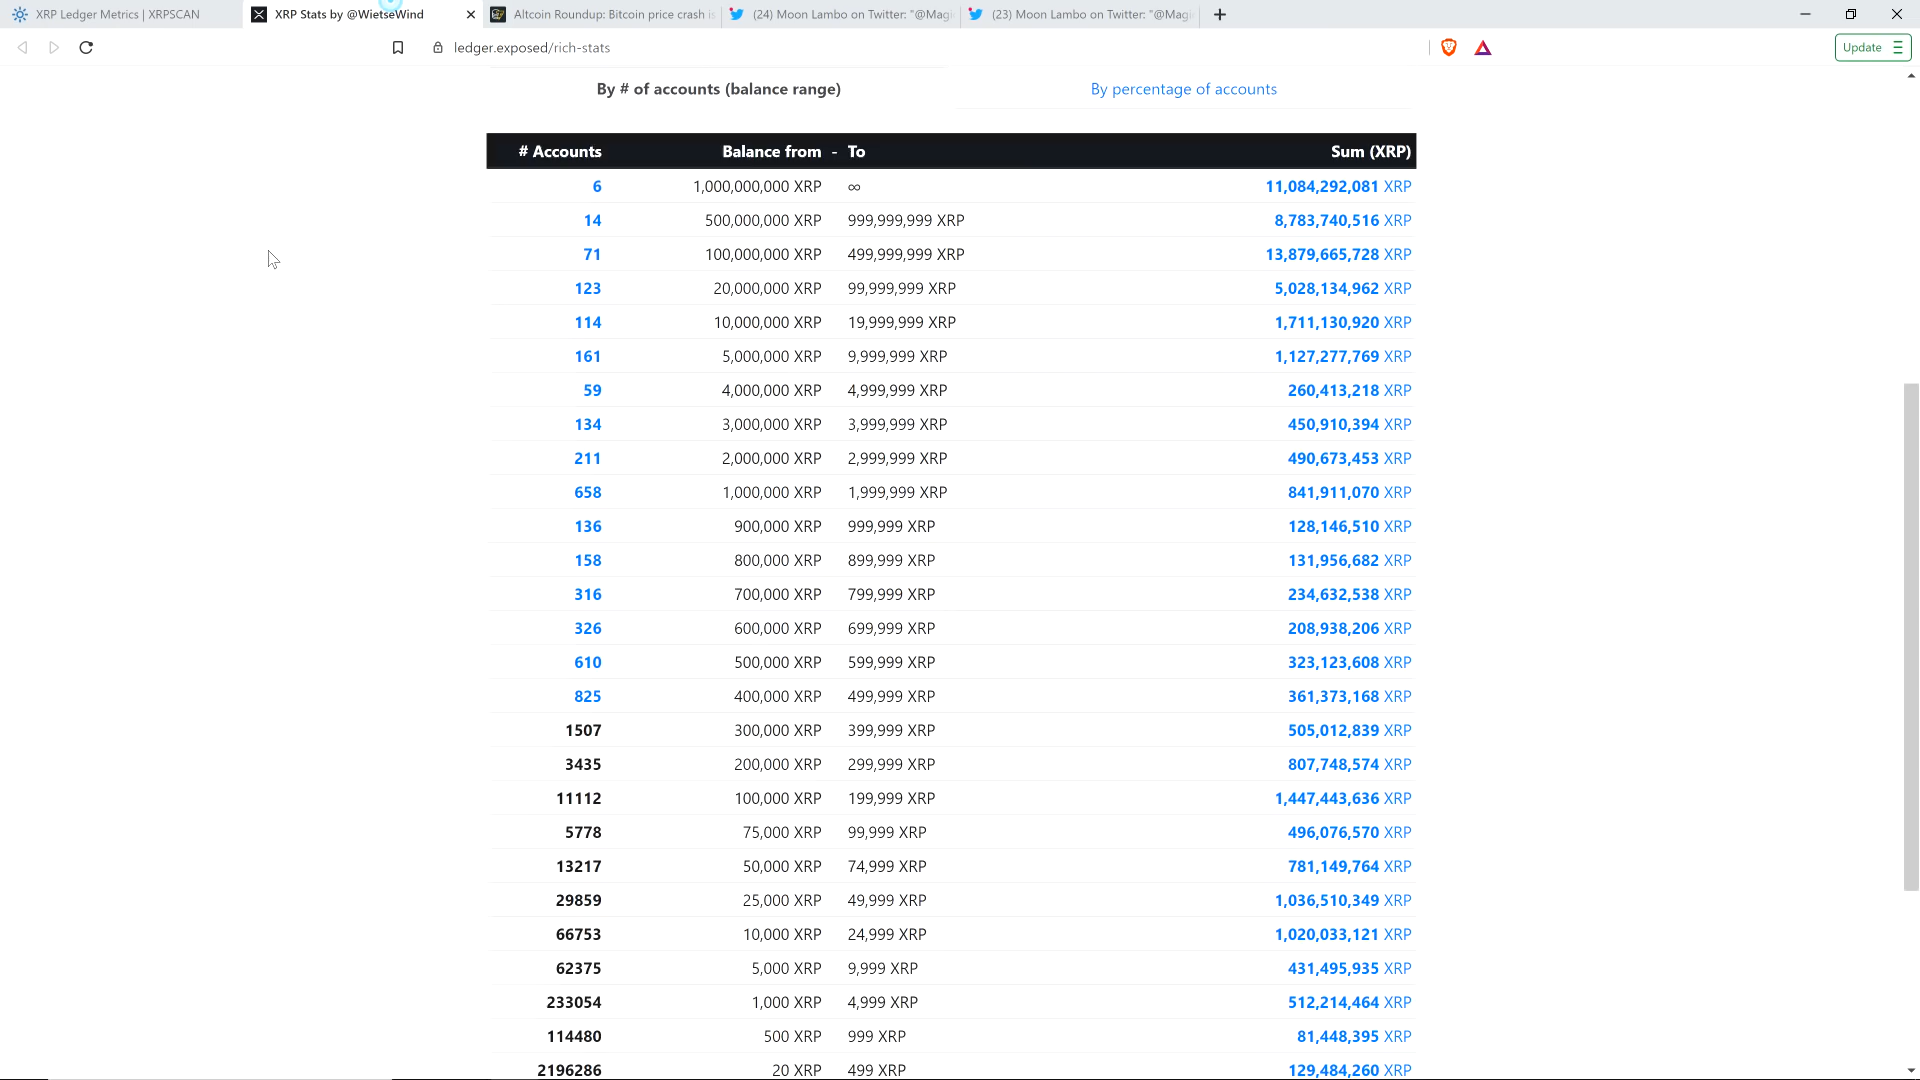 XRP Ledger Metrics | XRPSCAN
XRP Stats by @WietseWind
Altcoin Roundup: Bitcoin price crash is
(24) Moon Lambo on Twitter: "@Magi
(23) Moon Lambo on Twitter: "@Magi
ledger.exposed/rich-stats
Update
By # of accounts (balance range)
By percentage of accounts
# Accounts Balance from - To Sum (XRP)
6 1,000,000,000 XRP ∞ 11,084,292,081 XRP
14 500,000,000 XRP 999,999,999 XRP 8,783,740,516 XRP
71 100,000,000 XRP 499,999,999 XRP 13,879,665,728 XRP
123 20,000,000 XRP 99,999,999 XRP 5,028,134,962 XRP
114 10,000,000 XRP 19,999,999 XRP 1,711,130,920 XRP
161 5,000,000 XRP 9,999,999 XRP 1,127,277,769 XRP
59 4,000,000 XRP 4,999,999 XRP 260,413,218 XRP
134 3,000,000 XRP 3,999,999 XRP 450,910,394 XRP
211 2,000,000 XRP 2,999,999 XRP 490,673,453 XRP
658 1,000,000 XRP 1,999,999 XRP 841,911,070 XRP
136 900,000 XRP 999,999 XRP 128,146,510 XRP
158 800,000 XRP 899,999 XRP 131,956,682 XRP
316 700,000 XRP 799,999 XRP 234,632,538 XRP
326 600,000 XRP 699,999 XRP 208,938,206 XRP
610 500,000 XRP 599,999 XRP 323,123,608 XRP
825 400,000 XRP 499,999 XRP 361,373,168 XRP
1507 300,000 XRP 399,999 XRP 505,012,839 XRP
3435 200,000 XRP 299,999 XRP 807,748,574 XRP
11112 100,000 XRP 199,999 XRP 1,447,443,636 XRP
5778 75,000 XRP 99,999 XRP 496,076,570 XRP
13217 50,000 XRP 74,999 XRP 781,149,764 XRP
29859 25,000 XRP 49,999 XRP 1,036,510,349 XRP
66753 10,000 XRP 24,999 XRP 1,020,033,121 XRP
62375 5,000 XRP 9,999 XRP 431,495,935 XRP
233054 1,000 XRP 4,999 XRP 512,214,464 XRP
114480 500 XRP 999 XRP 81,448,395 XRP
2196286 20 XRP 499 XRP 129,484,260 XRP